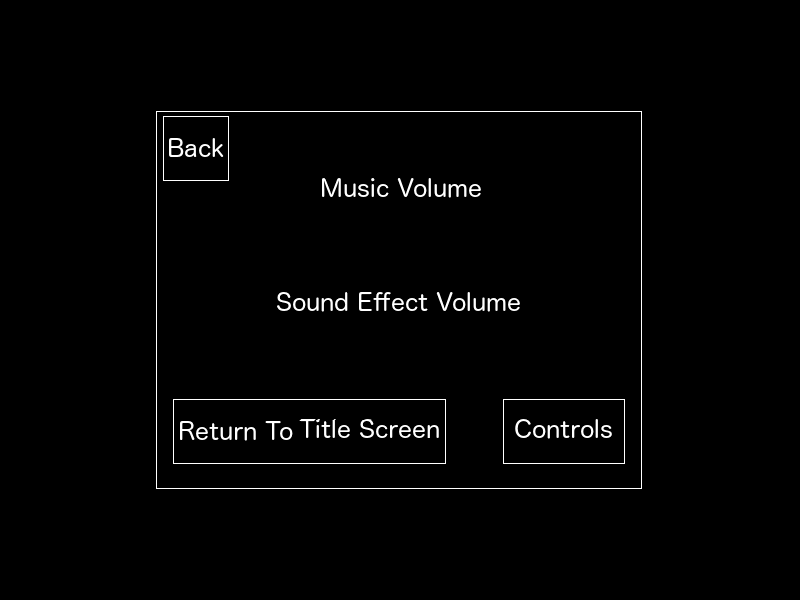 Back
Music Volume
Sound Effect Volume
Return To Title Screen
Controls